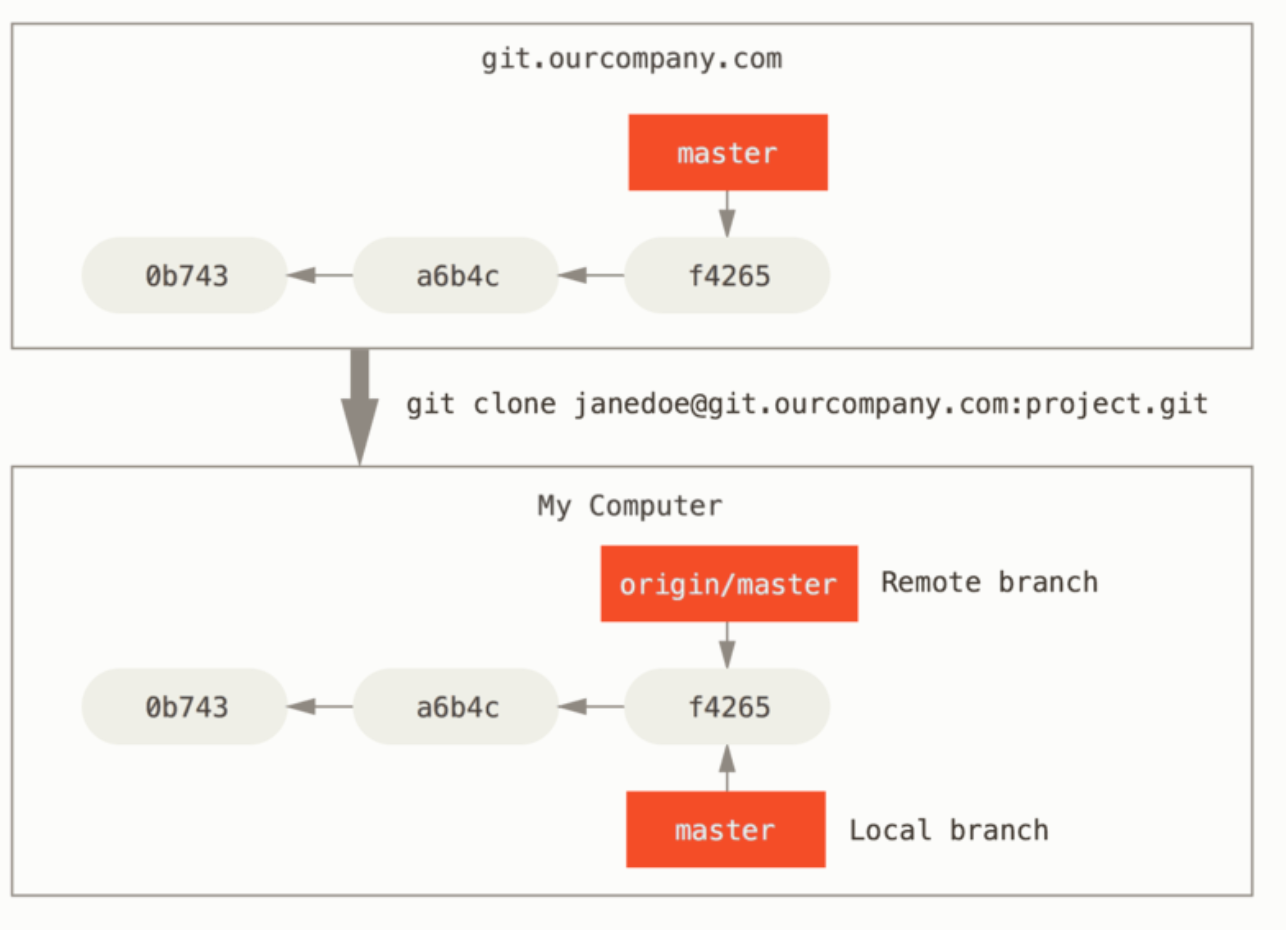 git.ourcompany.com
master
0b743 a6b4c f4265
git clone janedoe@git.ourcompany.com:project.git
My Computer
origin/master Remote branch
0b743 a6b4c f4265
master Local branch